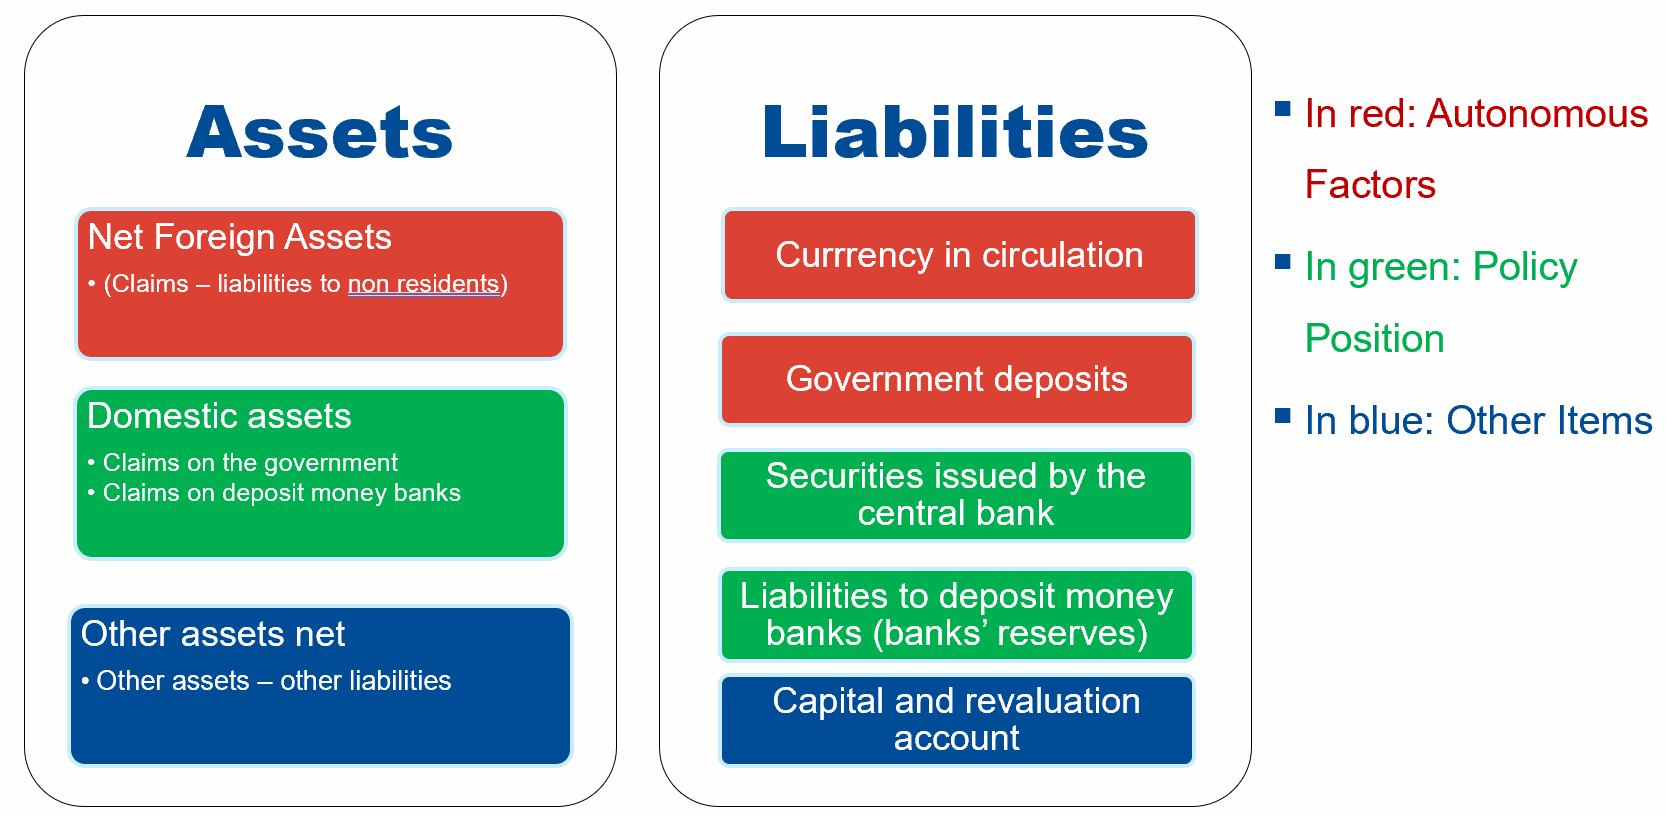 Assets
Net Foreign Assets
• (Claims – liabilities to non residents)
Domestic assets
• Claims on the government
• Claims on deposit money banks
Other assets net
• Other assets – other liabilities
Liabilities
Currrency in circulation
Government deposits
Securities issued by the
central bank
Liabilities to deposit money
banks (banks’ reserves)
Capital and revaluation
account
▪ In red: Autonomous
Factors
▪ In green: Policy
Position
▪ In blue: Other Items